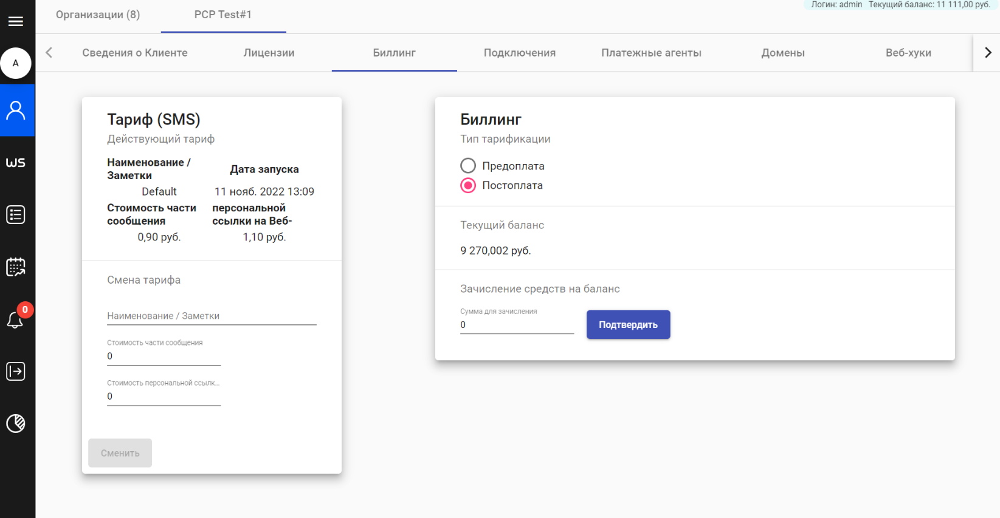 Логин: admin Текущий баланс: 11 111,00 руб.
Организации (8)
PCP Test#1
Сведения о Клиенте
Лицензии
Биллинг
Подключения
Платежные агенты
Домены
Веб-хуки
A
ws
0
Тариф (SMS)
Действующий тариф
Наименование /
Заметки
Дата запуска
Default
11 нояб. 2022 13:09
Стоимость части
сообщения
персональной
ссылки на Веб-
0,90 руб.
1,10 руб.
Смена тарифа
Наименование / Заметки
Стоимость части сообщения
0
Стоимость персональной ссылк...
0
Сменить
Биллинг
Тип тарификации
Предоплата
Постоплата
Текущий баланс
9 270,002 руб.
Зачисление средств на баланс
Сумма для зачисления
0
Подтвердить